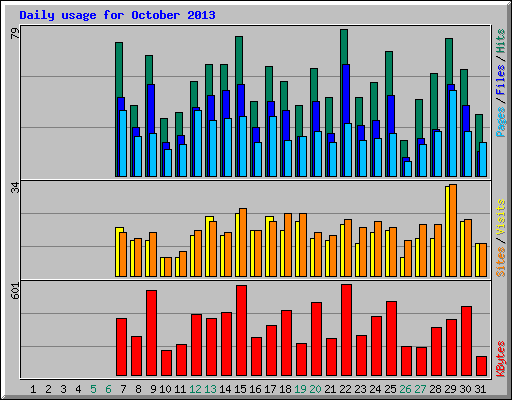 Daily usage for October 2013
79
Pages / Files / Hits
34
Sites / Visits
601
KBytes
1 2 3 4 5 6 7 8 9 10 11 12 13 14 15 16 17 18 19 20 21 22 23 24 25 26 27 28 29 30 31